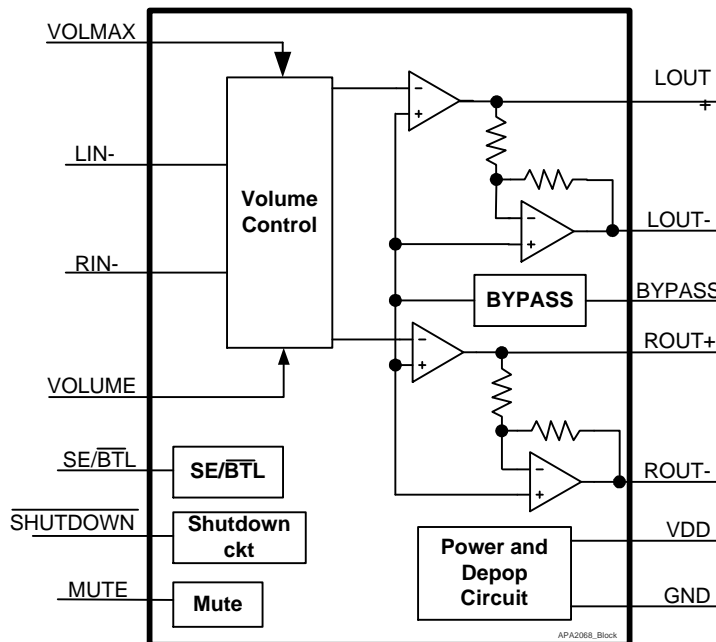 VOLMAX
LIN-
RIN-
VOLUME
SE/BTL
SHUTDOWN
MUTE
Volume
Control
SE/BTL
Shutdown
ckt
Mute
−
+
−
+
BYPASS
−
+
−
+
Power and
Depop
Circuit
LOUT
+
LOUT-
BYPASS
ROUT+
ROUT-
VDD
GND
APA2068_Block